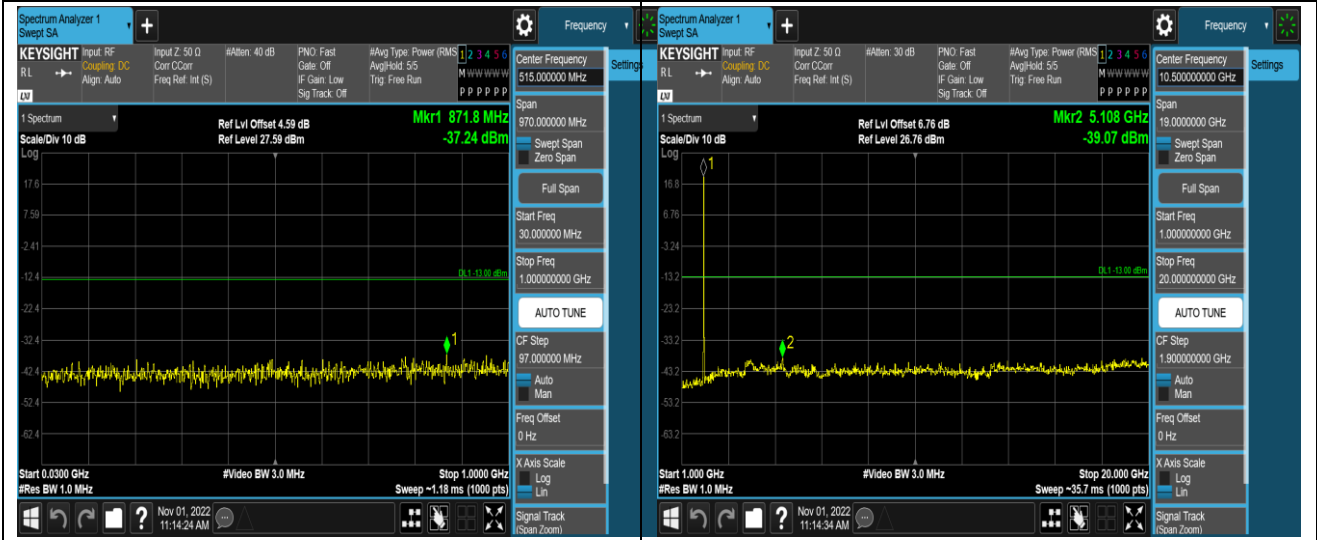 Spectrum Analyzer 1
Swept SA
+
Frequency
KEYSIGHT
RL
LXI
Input: RF
Coupling: DC
Align: Auto
Input Z: 50 Ω
Corr CCorr
Freq Ref: Int (S)
#Atten: 40 dB
PNO: Fast
Gate: Off
IF Gain: Low
Sig Track: Off
#Avg Type: Power (RMS
Avg|Hold: 5/5
Trig: Free Run
1 2 3 4 5 6
M W W W W W
P P P P P P
Settings
1 Spectrum
Scale/Div 10 dB
Log
Ref Lvl Offset 4.59 dB
Ref Level 27.59 dBm
Mkr1 871.8 MHz
-37.24 dBm
17.6
7.59
-2.41
-12.4
-22.4
-32.4
-42.4
-52.4
-62.4
DL1 -13.00 dBm
1
Start 0.0300 GHz
#Res BW 1.0 MHz
#Video BW 3.0 MHz
Stop 1.0000 GHz
Sweep ~1.18 ms (1000 pts)
Center Frequency
515.000000 MHz
Span
970.000000 MHz
Swept Span
Zero Span
Full Span
Start Freq
30.000000 MHz
Stop Freq
1.000000000 GHz
AUTO TUNE
CF Step
97.000000 MHz
Auto
Man
Freq Offset
0 Hz
X Axis Scale
Log
Lin
Signal Track
(Span Zoom)
?
Nov 01, 2022
11:14:24 AM
Spectrum Analyzer 1
Swept SA
+
Frequency
KEYSIGHT
RL
LXI
Input: RF
Coupling: DC
Align: Auto
Input Z: 50 Ω
Corr CCorr
Freq Ref: Int (S)
#Atten: 30 dB
PNO: Fast
Gate: Off
IF Gain: Low
Sig Track: Off
#Avg Type: Power (RMS
Avg|Hold: 5/5
Trig: Free Run
1 2 3 4 5 6
M W W W W W
P P P P P P
Settings
1 Spectrum
Scale/Div 10 dB
Log
Ref Lvl Offset 6.76 dB
Ref Level 26.76 dBm
Mkr2 5.108 GHz
-39.07 dBm
16.8
6.76
-3.24
-13.2
-23.2
-33.2
-43.2
-53.2
-63.2
DL1 -13.00 dBm
1
2
Start 1.000 GHz
#Res BW 1.0 MHz
#Video BW 3.0 MHz
Stop 20.000 GHz
Sweep ~35.7 ms (1000 pts)
Center Frequency
10.500000000 GHz
Span
19.0000000 GHz
Swept Span
Zero Span
Full Span
Start Freq
1.000000000 GHz
Stop Freq
20.000000000 GHz
AUTO TUNE
CF Step
1.900000000 GHz
Auto
Man
Freq Offset
0 Hz
X Axis Scale
Log
Lin
Signal Track
(Span Zoom)
?
Nov 01, 2022
11:14:34 AM